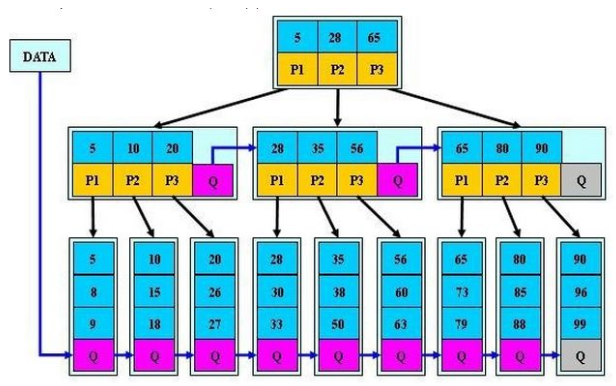 5 28 65
DATA
P1 P2 P3
5 10 20
28 35 56
65 80 90
P1 P2 P3 Q
P1 P2 P3 Q
P1 P2 P3 Q
5 10 20 28 35 56 65 80 90
8 15 26 30 38 60 73 85 96
9 18 27 33 50 63 79 88 99
Q Q Q Q Q Q Q Q Q